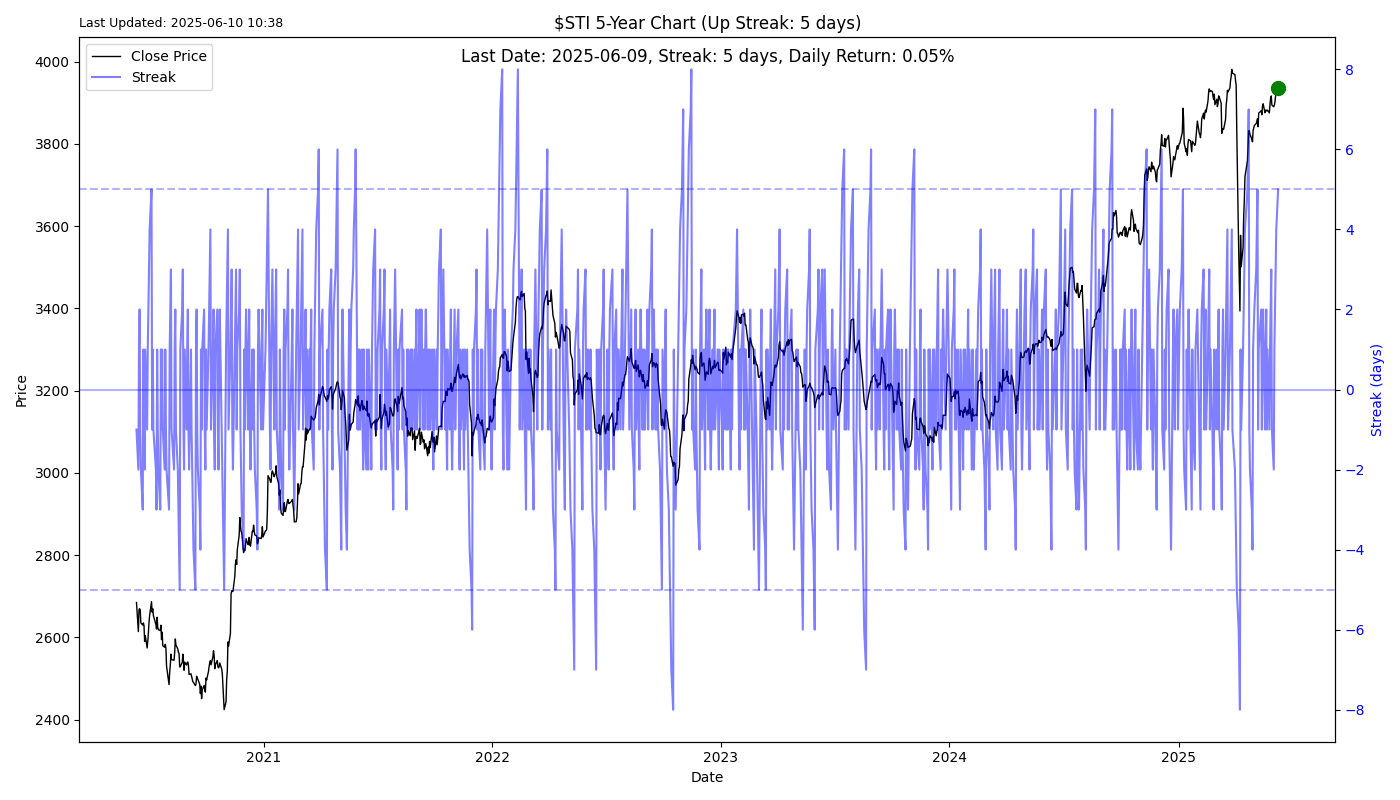 Last Updated: 2025-06-10 10:38
$STI 5-Year Chart (Up Streak: 5 days)
Last Date: 2025-06-09, Streak: 5 days, Daily Return: 0.05%
Close Price
Streak
4000
3800
3600
3400
3200
3000
2800
2600
2400
Price
8
6
4
2
0
−2
−4
−6
−8
Streak (days)
2021
2022
2023
2024
2025
Date